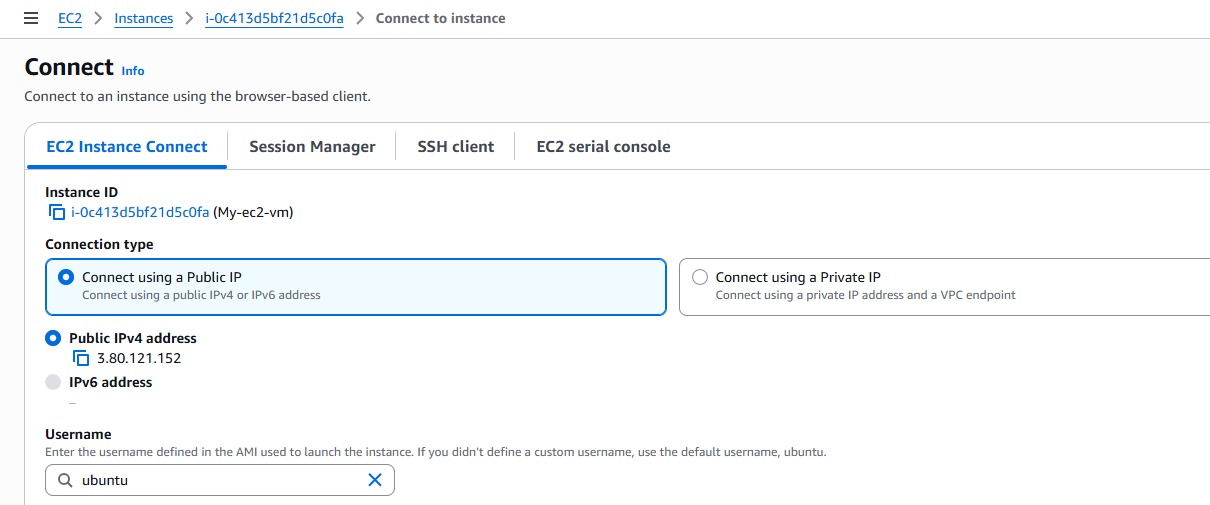 EC2 > Instances > i-0c413d5bf21d5c0fa > Connect to instance
Connect Info
Connect to an instance using the browser-based client.
EC2 Instance Connect Session Manager SSH client EC2 serial console
Instance ID
i-0c413d5bf21d5c0fa (My-ec2-vm)
Connection type
Connect using a Public IP
Connect using a public IPv4 or IPv6 address
Connect using a Private IP
Connect using a private IP address and a VPC endpoint
Public IPv4 address
3.80.121.152
IPv6 address
–
Username
Enter the username defined in the AMI used to launch the instance. If you didn't define a custom username, use the default username, ubuntu.
ubuntu